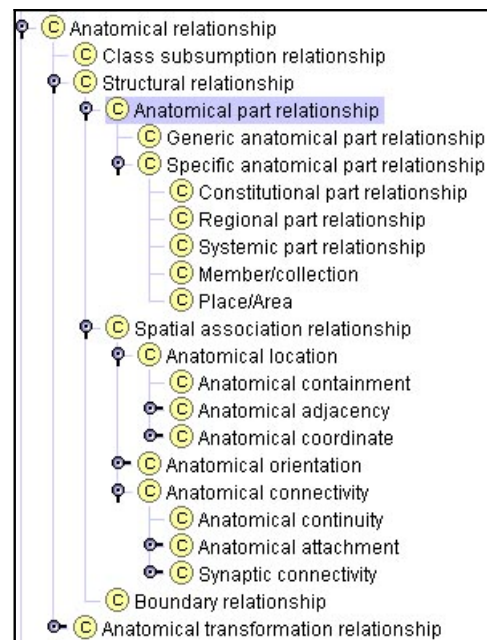 C Anatomical relationship
C Class subsumption relationship
C Structural relationship
C Anatomical part relationship
C Generic anatomical part relationship
C Specific anatomical part relationship
C Constitutional part relationship
C Regional part relationship
C Systemic part relationship
C Member/collection
C Place/Area
C Spatial association relationship
C Anatomical location
C Anatomical containment
C Anatomical adjacency
C Anatomical coordinate
C Anatomical orientation
C Anatomical connectivity
C Anatomical continuity
C Anatomical attachment
C Synaptic connectivity
C Boundary relationship
C Anatomical transformation relationship